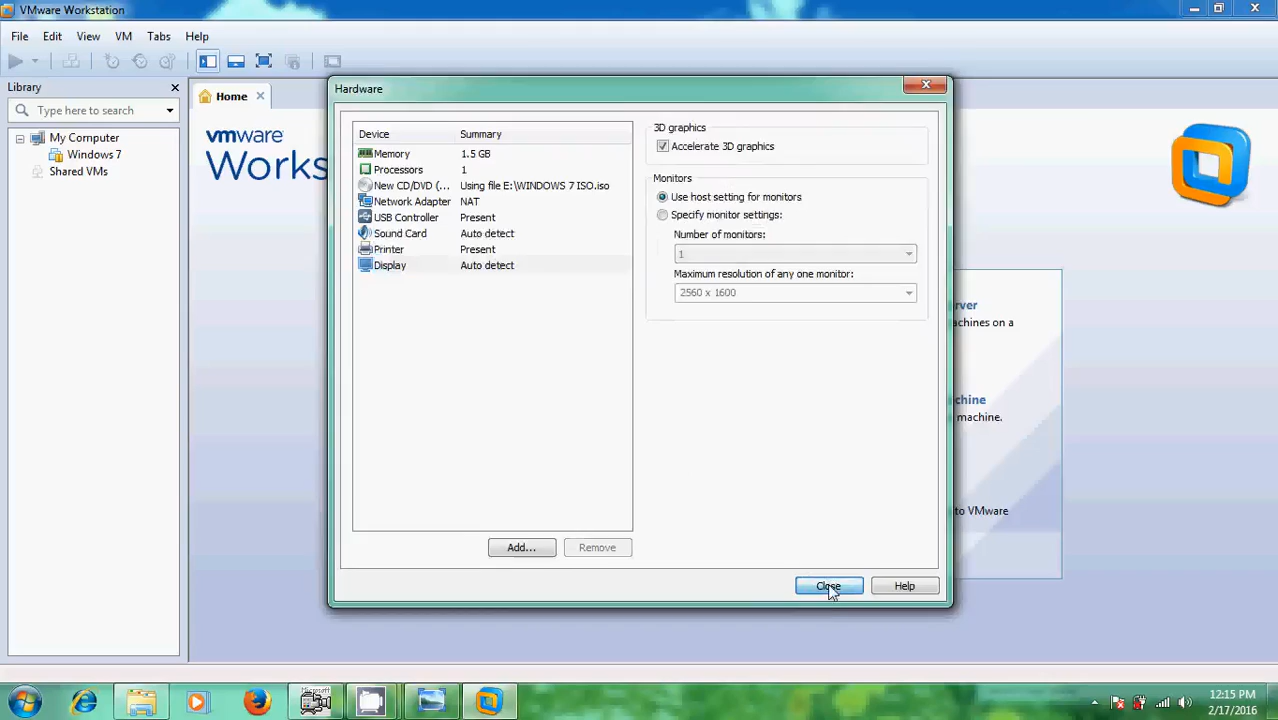 VMware Workstation
File Edit View VM Tabs Help
Library
Type here to search
My Computer
Windows 7
Shared VMs
Home
vmware
Works
Hardware
Device Summary
Memory 1.5 GB
Processors 1
New CD/DVD (... Using file E:\WINDOWS 7 ISO.iso
Network Adapter NAT
USB Controller Present
Sound Card Auto detect
Printer Present
Display Auto detect
Add... Remove
3D graphics
Accelerate 3D graphics
Monitors
Use host setting for monitors
Specify monitor settings:
Number of monitors:
1
Maximum resolution of any one monitor:
2560 x 1600
Close Help
erver
achines on a
chine
machine.
to VMware
Microsoft
12:15 PM
2/17/2016